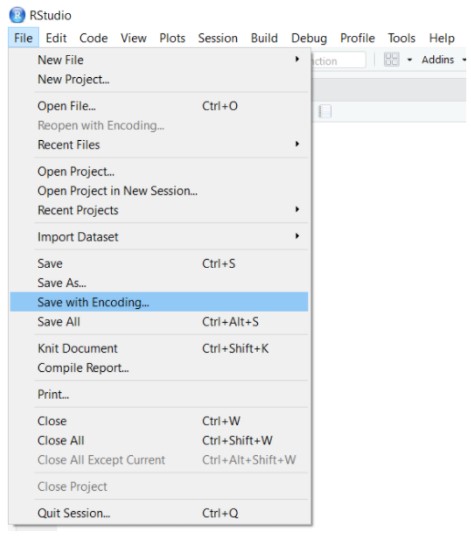 RStudio
File Edit Code View Plots Session Build Debug Profile Tools Help
New File
nction
Addins
New Project...
Open File... Ctrl+O
Reopen with Encoding...
Recent Files
Open Project...
Open Project in New Session...
Recent Projects
Import Dataset
Save Ctrl+S
Save As...
Save with Encoding...
Save All Ctrl+Alt+S
Knit Document Ctrl+Shift+K
Compile Report...
Print...
Close Ctrl+W
Close All Ctrl+Shift+W
Close All Except Current Ctrl+Alt+Shift+W
Close Project
Quit Session... Ctrl+Q